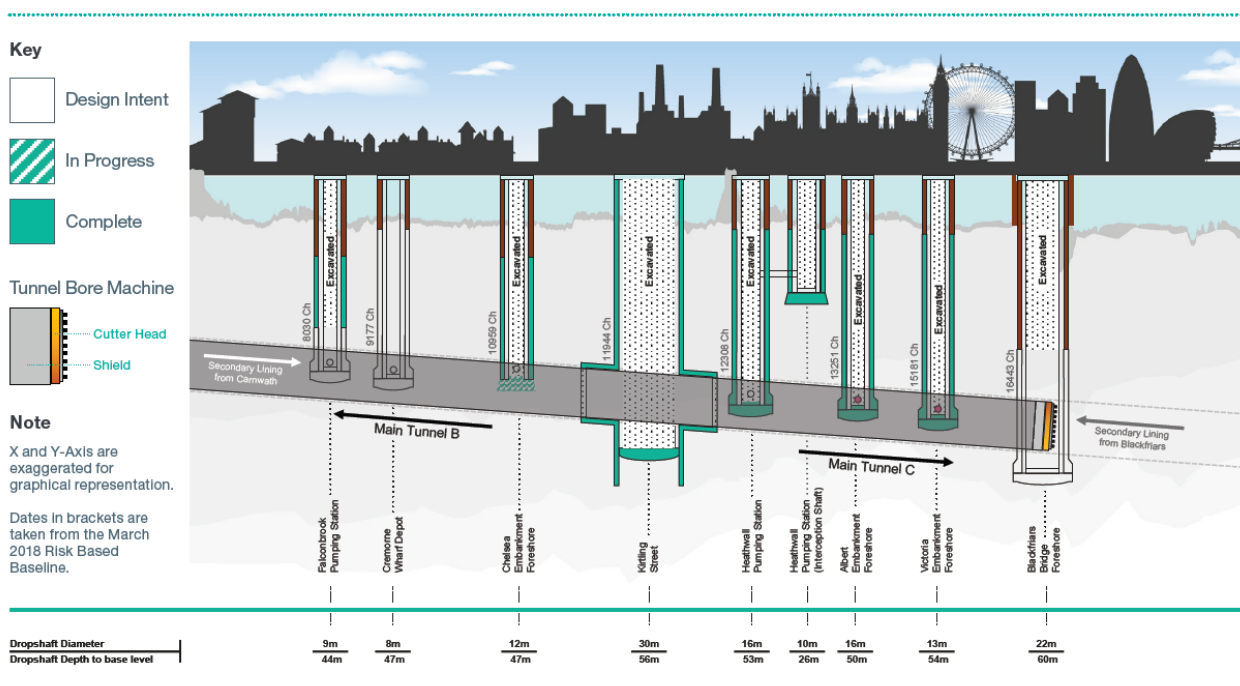 Key
Design Intent
In Progress
Complete
Tunnel Bore Machine
Cutter Head
Shield
Note
X and Y-Axis are
exaggerated for
graphical representation.
Dates in brackets are
taken from the March
2018 Risk Based
Baseline.
Excavated
Excavated
Excavated
Excavated
Excavated
Excavated
Excavated
Excavated
8030 Ch
9177 Ch
10959 Ch
11944 Ch
12308 Ch
13251 Ch
15181 Ch
16443 Ch
Secondary Lining
from Carnwath
Main Tunnel B
Main Tunnel C
Secondary Lining
from Blackfriars
Falconbrook
Pumping Station
Cremorne
Wharf Depot
Chelsea
Embankment
Foreshore
Kirtling
Street
Heathwall
Pumping Station
Heathwall
Pumping Station
(Interception Shaft)
Albert
Embankment
Foreshore
Victoria
Embankment
Foreshore
Blackfriars
Bridge
Foreshore
Dropshaft Diameter 9m 8m 12m 30m 16m 10m 16m 13m 22m
Dropshaft Depth to base level 44m 47m 47m 56m 53m 26m 50m 54m 60m